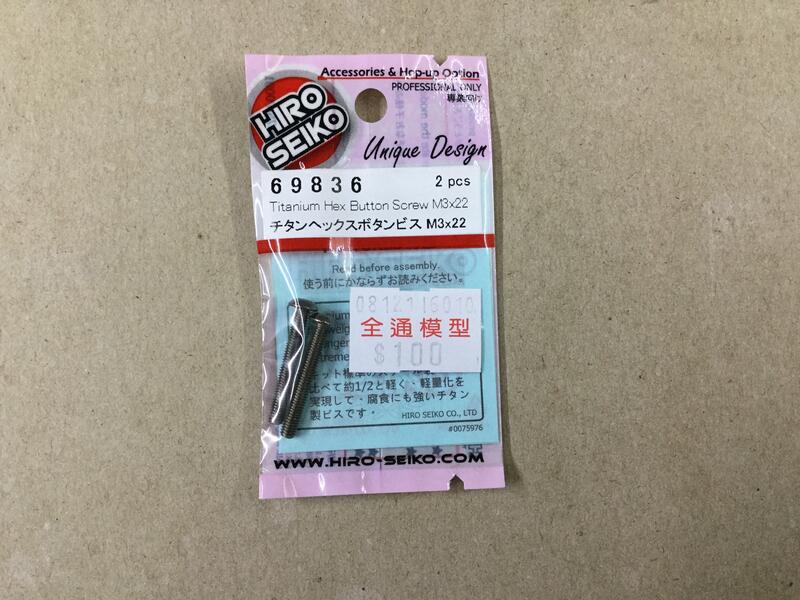 Accessories & Hop-up Option
PROFESSIONAL ONLY
専業向け
HIRO
SEIKO
Unique Design
69836
2 pcs
Titanium Hex Button Screw M3x22
チタンヘックスボタンビス M3x22
Read before assembly.
使う前にかならずお読みください。
0812116010
全通模型
$100
比べて約1/2と軽く・軽量化を
実現して・腐食にも強いチタン
製ビスです・
HIRO SEIKO CO., LTD
#0075976
WWW.HIRO-SEIKO.COM